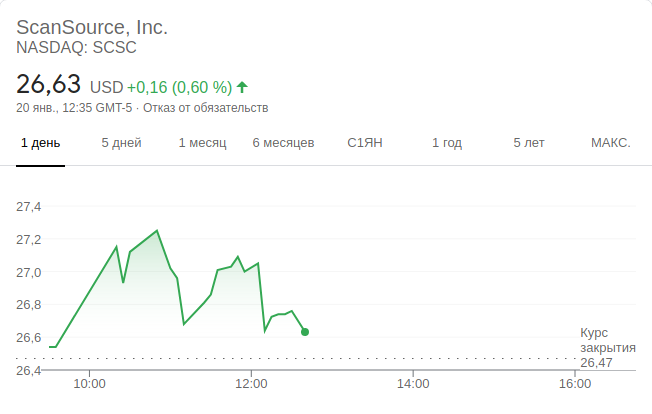 ScanSource, Inc.
NASDAQ: SCSC
26,63 USD +0,16 (0,60 %)
20 янв., 12:35 GMT-5 · Отказ от обязательств
1 день 5 дней 1 месяц 6 месяцев С1ЯН 1 год 5 лет МАКС.
27,4
27,2
27,0
26,8
26,6
26,4
Курс
закрытия
26,47
10:00 12:00 14:00 16:00